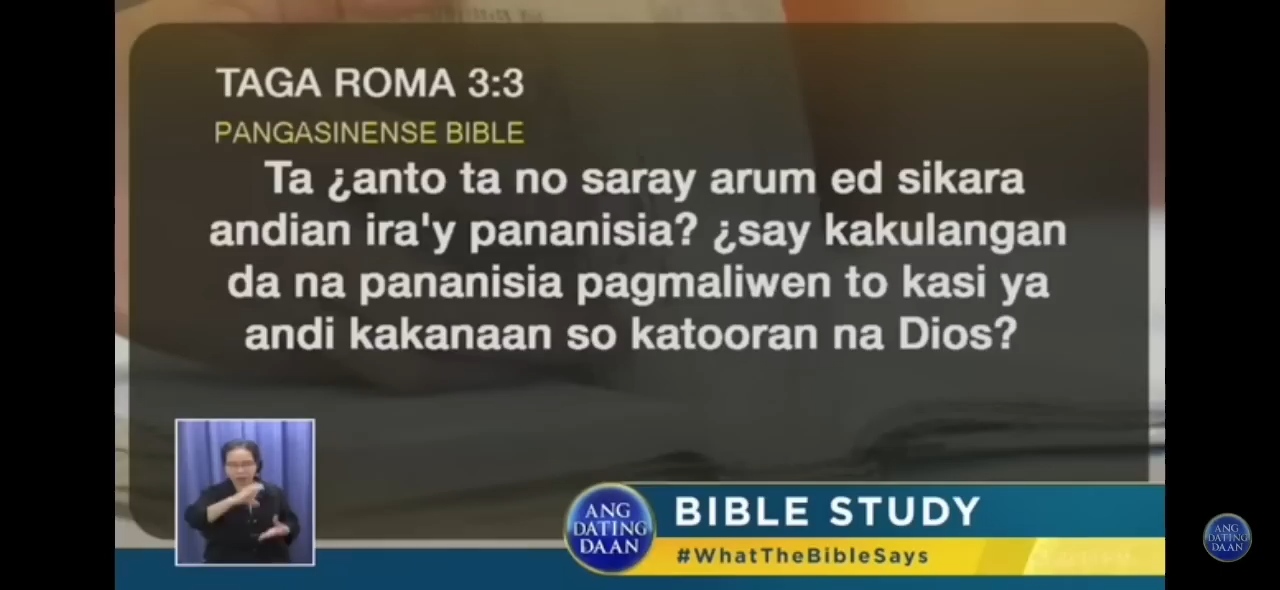 TAGA ROMA 3:3
PANGASINENSE BIBLE
Ta ¿anto ta no saray arum ed sikara
andian ira'y pananisia? ¿say kakulangan
da na pananisia pagmaliwen to kasi ya
andi kakanaan so katooran na Dios?
ANG
DATING
DAAN
BIBLE STUDY
#WhatTheBibleSays
ANG
DATING
DAAN